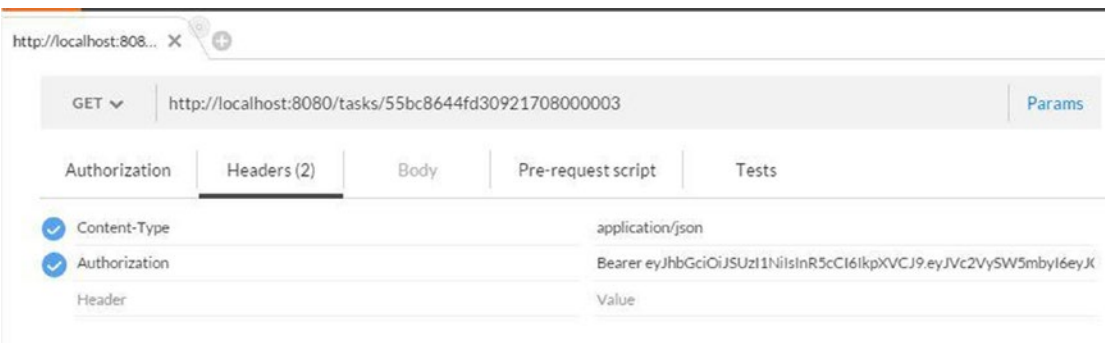 http://localhost:808...
GET http://localhost:8080/tasks/55bc8644fd30921708000003 Params
Authorization Headers (2) Body Pre-request script Tests
Content-Type application/json
Authorization Bearer eyJhbGciOiJSUzI1NiIsInR5cCI6IkpXVCJ9.eyJVc2VySW5mbyI6eyJ
Header Value